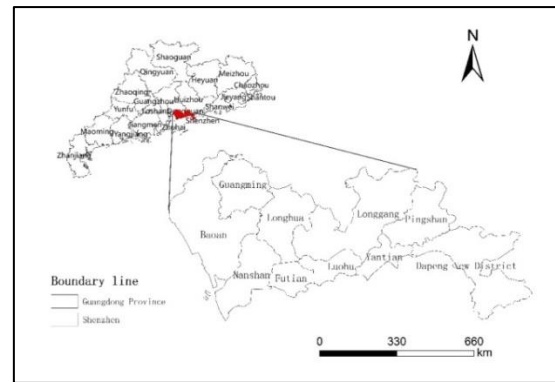 N
Shaoguan
Qingyuan
Meizhou
Heyuan
Chaozhou
Zhaoqing
Jieyang Shantou
Guangzhou Huizhou
Yunfu
Shanwei
Shenzhen
Jiangmen
Zhuhai
Maoming
Yangjiang
Zhanjiang
Guangming
Longhua
Longgang
Pingshan
Baoan
Yantian
Luohu
Dapeng New District
Nanshan
Futian
Boundary line
Guangdong Province
Shenzhen
0 330 660
km